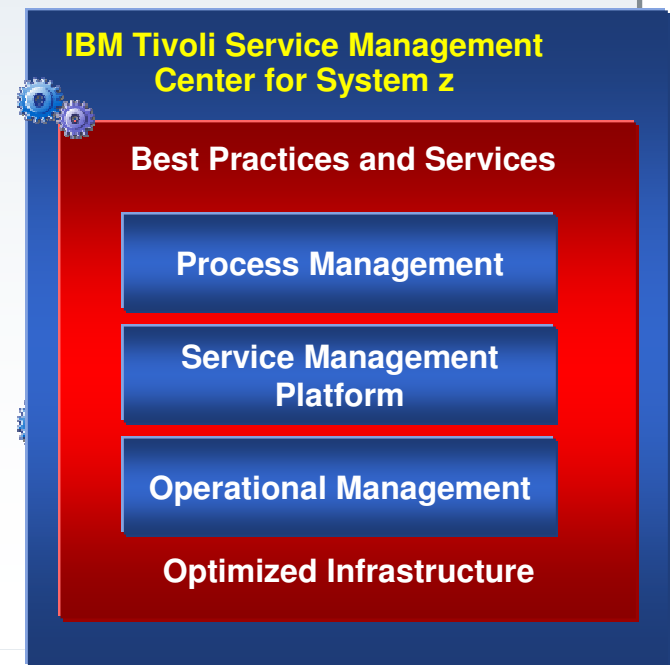 IBM Tivoli Service Management
Center for System z
Best Practices and Services
Process Management
Service Management
Platform
Operational Management
Optimized Infrastructure